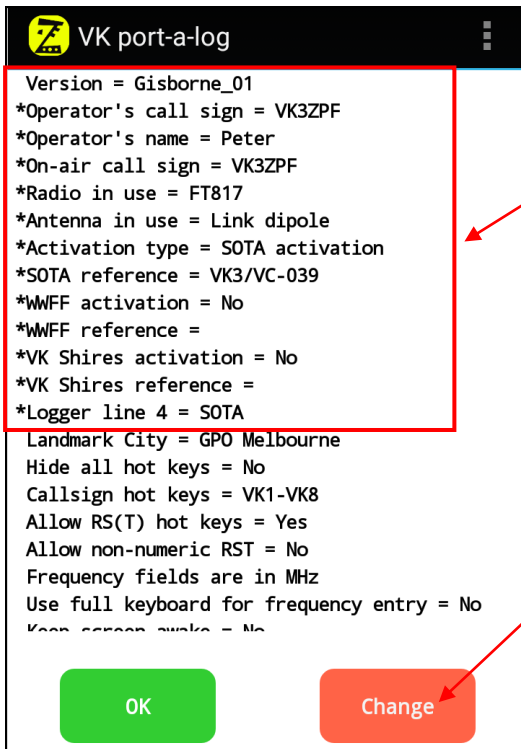 VK port-a-log
Version = Gisborne_01
*Operator's call sign = VK3ZPF
*Operator's name = Peter
*On-air call sign = VK3ZPF
*Radio in use = FT817
*Antenna in use = Link dipole
*Activation type = SOTA activation
*SOTA reference = VK3/VC-039
*WWFF activation = No
*WWFF reference =
*VK Shires activation = No
*VK Shires reference =
*Logger line 4 = SOTA
Landmark City = GPO Melbourne
Hide all hot keys = No
Callsign hot keys = VK1-VK8
Allow RS(T) hot keys = Yes
Allow non-numeric RST = No
Frequency fields are in MHz
Use full keyboard for frequency entry = No
Keep screen awake = No
OK
Change